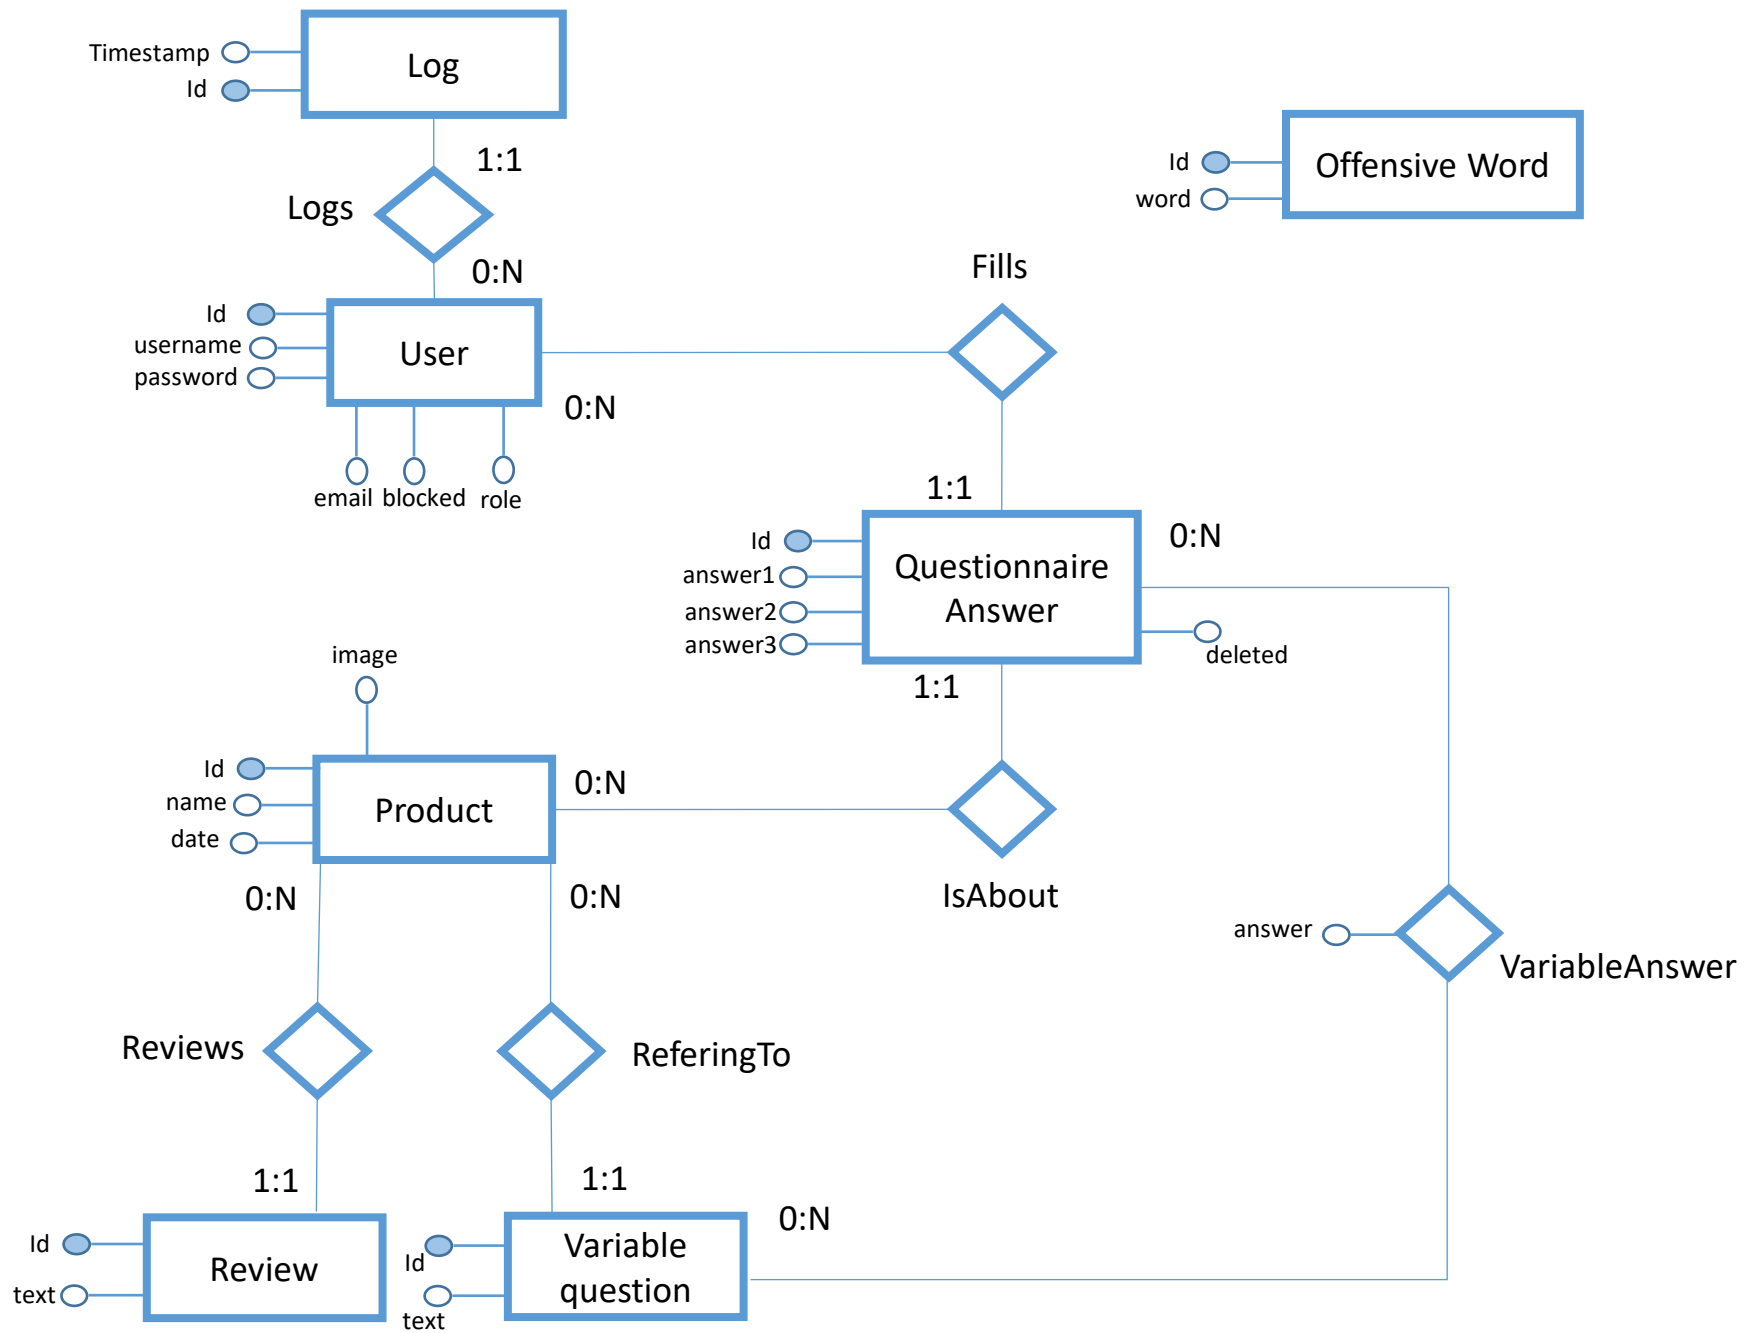 Timestamp
Id
Log
1:1
Logs
0:N
Id
username
password
User
0:N
email
blocked
role
Id
word
Offensive Word
Fills
1:1
Id
answer1
answer2
answer3
Questionnaire
Answer
0:N
deleted
1:1
image
Id
name
date
Product
0:N
0:N
0:N
IsAbout
answer
VariableAnswer
Reviews
ReferingTo
1:1
1:1
Id
text
Review
Id
text
Variable
question
0:N